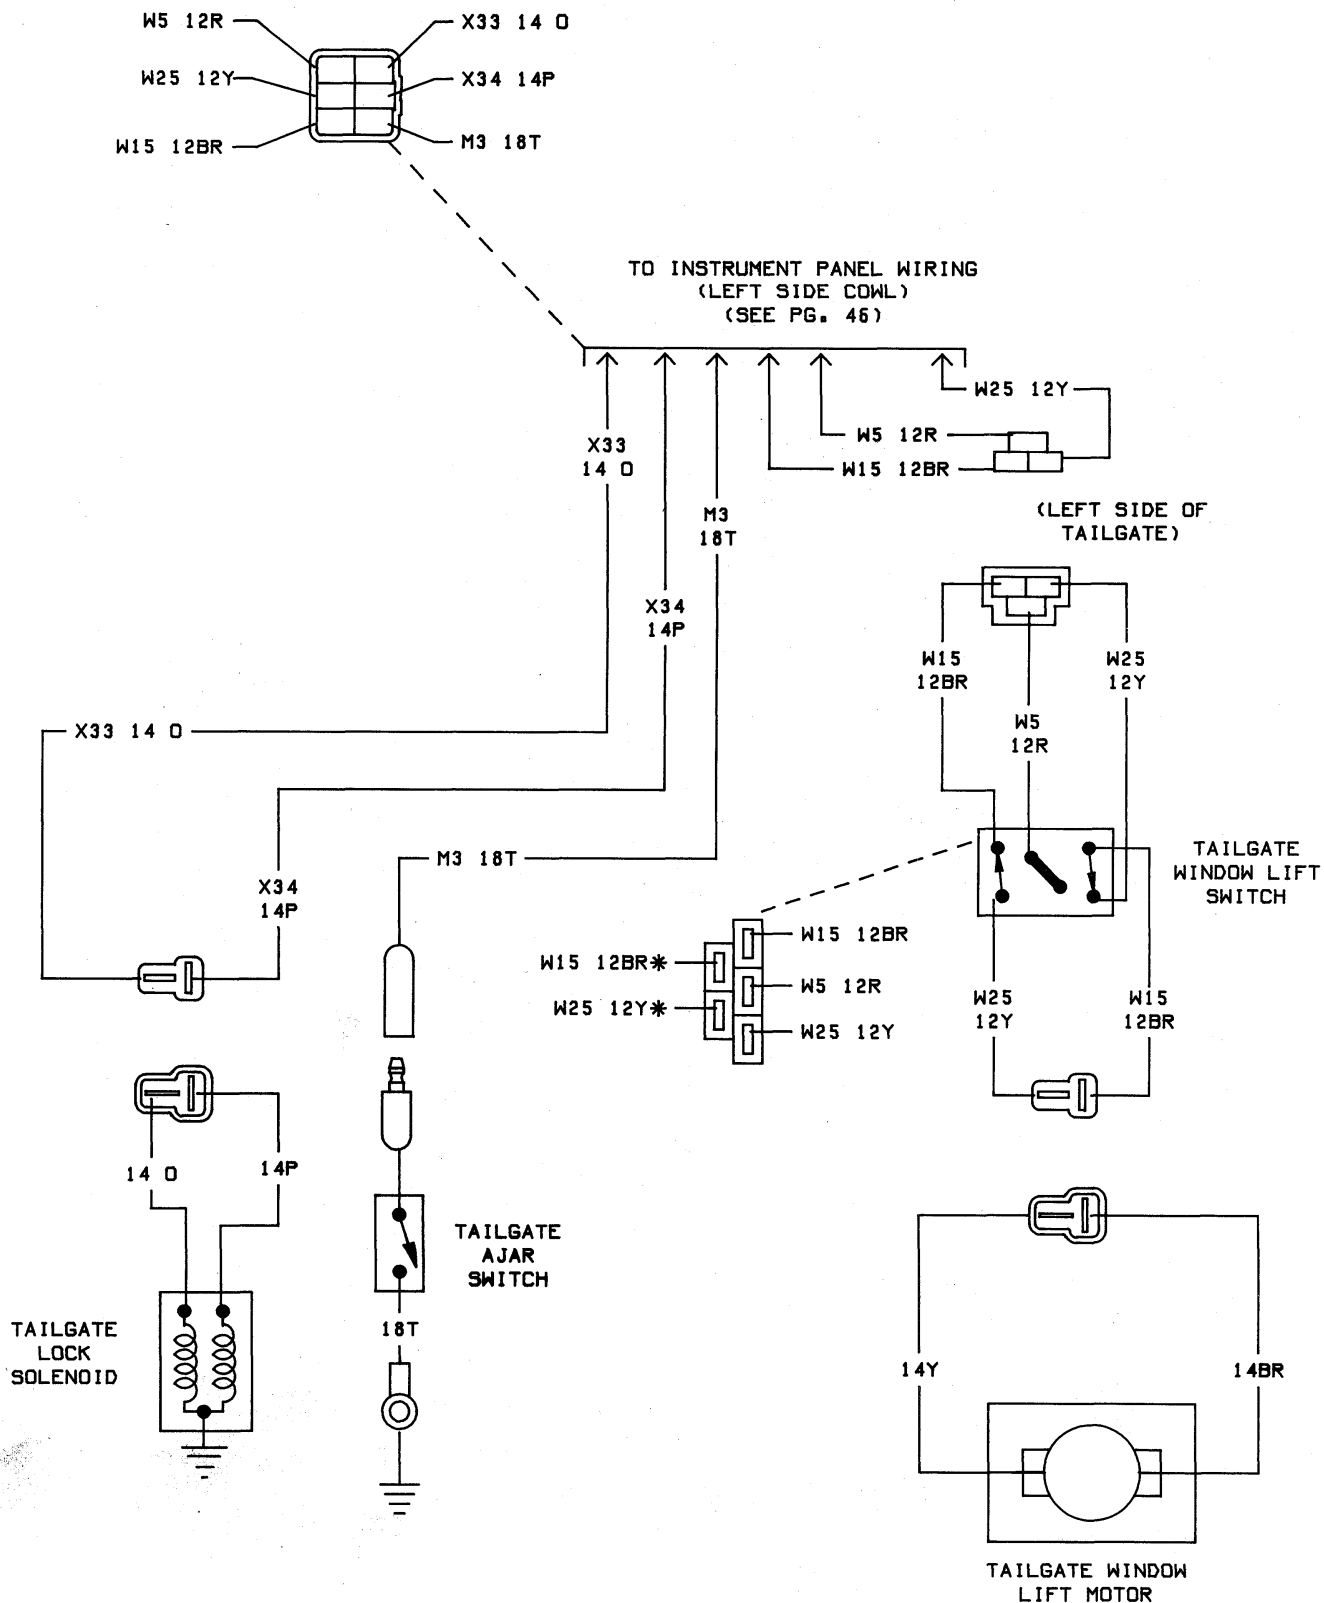 W5 12R
X33 14 O
W25 12Y
X34 14P
W15 12BR
M3 18T
TO INSTRUMENT PANEL WIRING
(LEFT SIDE COWL)
(SEE PG. 46)
W25 12Y
W5 12R
W15 12BR
X33
14 O
M3
18T
(LEFT SIDE OF
TAILGATE)
X34
14P
W15
12BR
W25
12Y
W5
12R
X33 14 O
M3 18T
X34
14P
TAILGATE
WINDOW LIFT
SWITCH
W15 12BR
W15 12BR*
W5 12R
W25 12Y*
W25 12Y
W25
12Y
W15
12BR
14 O
14P
TAILGATE
AJAR
SWITCH
18T
TAILGATE
LOCK
SOLENOID
14Y
14BR
TAILGATE WINDOW
LIFT MOTOR